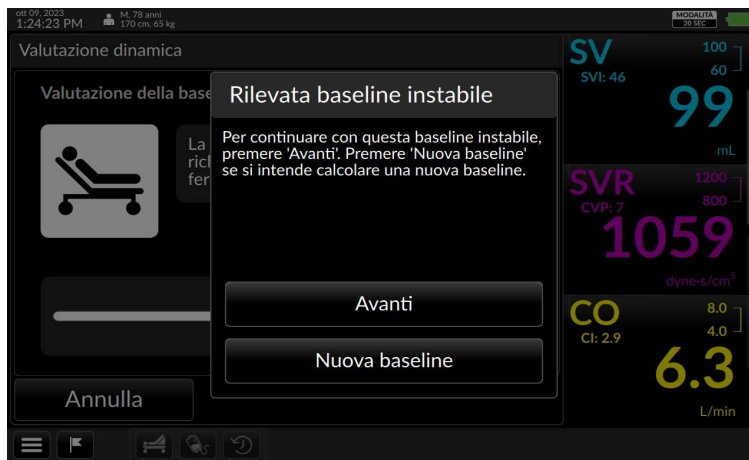 ott 09, 2023
1:24:23 PM
M, 78 anni
170 cm, 65 kg
MODALITÀ
20 SEC
Valutazione dinamica
Valutazione della base
La
rich
fer
Rilevata baseline instabile
Per continuare con questa baseline instabile,
premere 'Avanti'. Premere 'Nuova baseline'
se si intende calcolare una nuova baseline.
Avanti
Nuova baseline
Annulla
SV
100
SVI: 46
60
99
mL
SVR
1200
CVP: 7
800
1059
dyne-s/cm⁵
CO
8.0
CI: 2.9
4.0
6.3
L/min